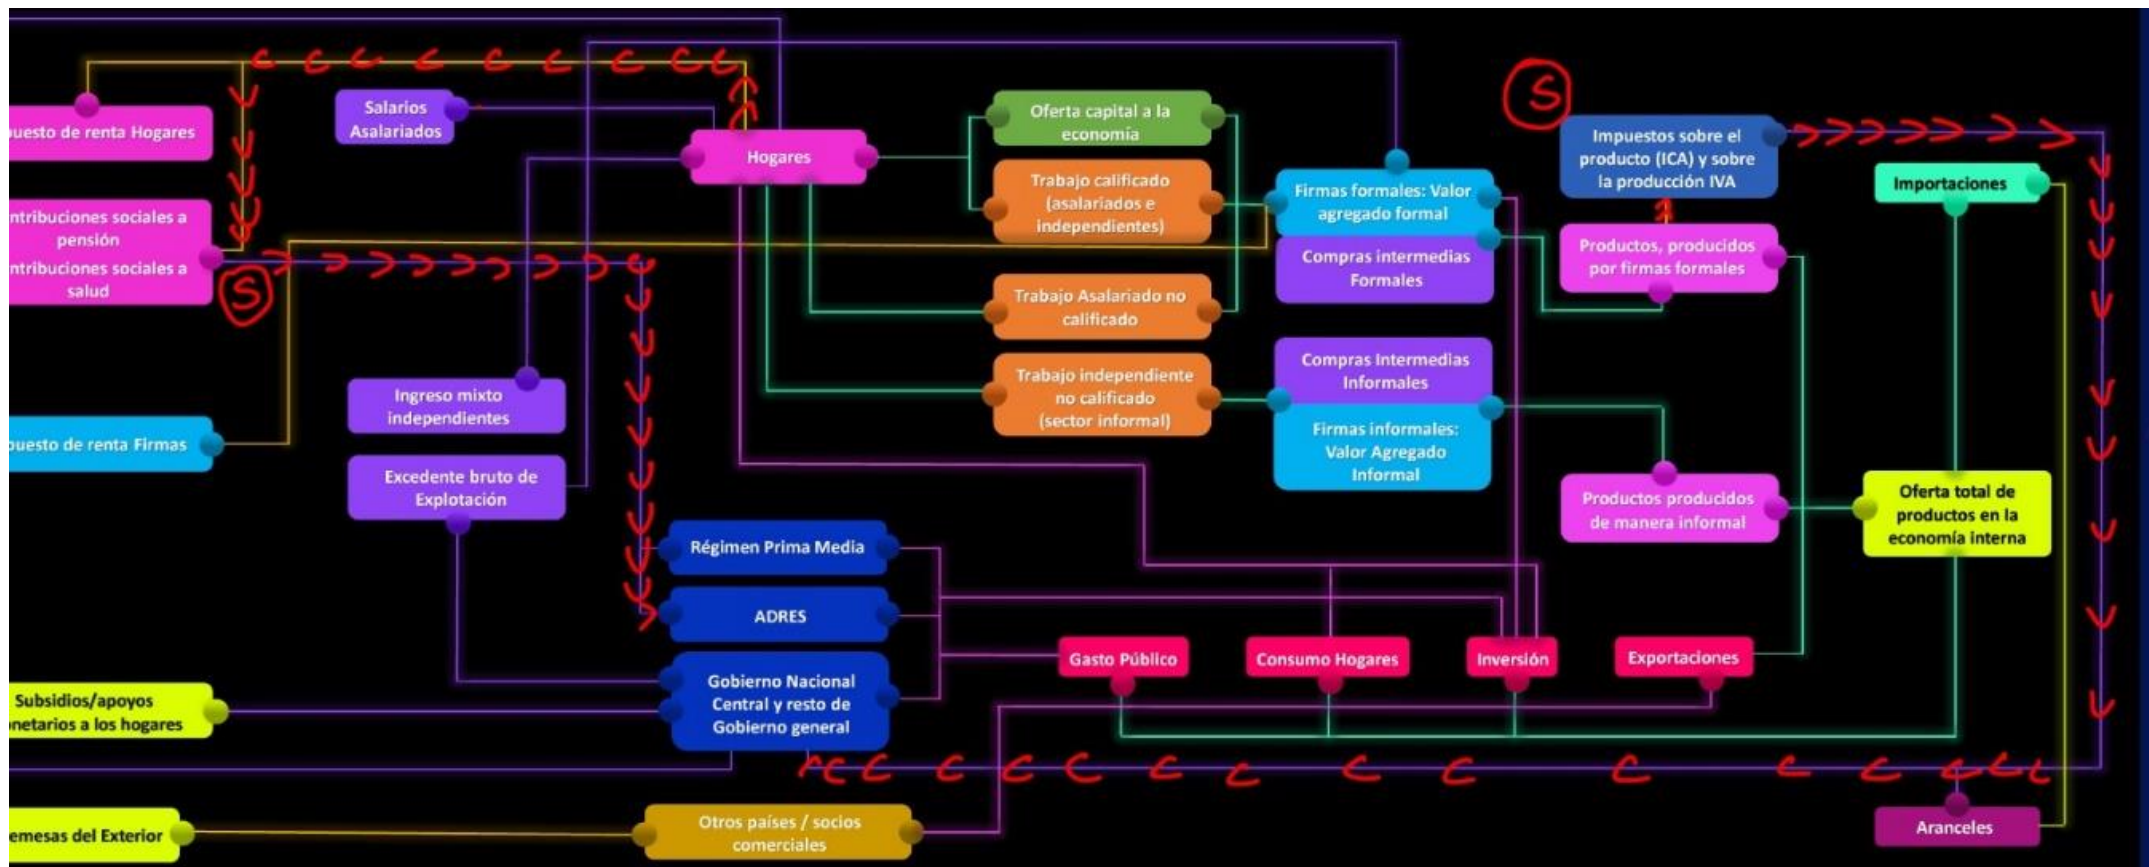 Salarios
Asalariados
Hogares
Oferta capital a la
economía
Trabajo calificado
(asalariados e
independientes)
Trabajo Asalariado no
calificado
Trabajo independiente
no calificado
(sector informal)
Firmas formales: Valor
agregado formal
Compras intermedias
Formales
Compras Intermedias
Informales
Firmas informales:
Valor Agregado
Informal
S
Impuestos sobre el
producto (ICA) y sobre
la producción IVA
Productos, producidos
por firmas formales
Productos producidos
de manera informal
Importaciones
Oferta total de
productos en la
economía interna
uesto de renta Hogares
ntribuciones sociales a
pensión
ntribuciones sociales a
salud
S
uesto de renta Firmas
Ingreso mixto
independientes
Excedente bruto de
Explotación
Régimen Prima Media
ADRES
Gobierno Nacional
Central y resto de
Gobierno general
Gasto Público
Consumo Hogares
Inversión
Exportaciones
Subsidios/apoyos
onetarios a los hogares
emesas del Exterior
Otros países / socios
comerciales
Aranceles